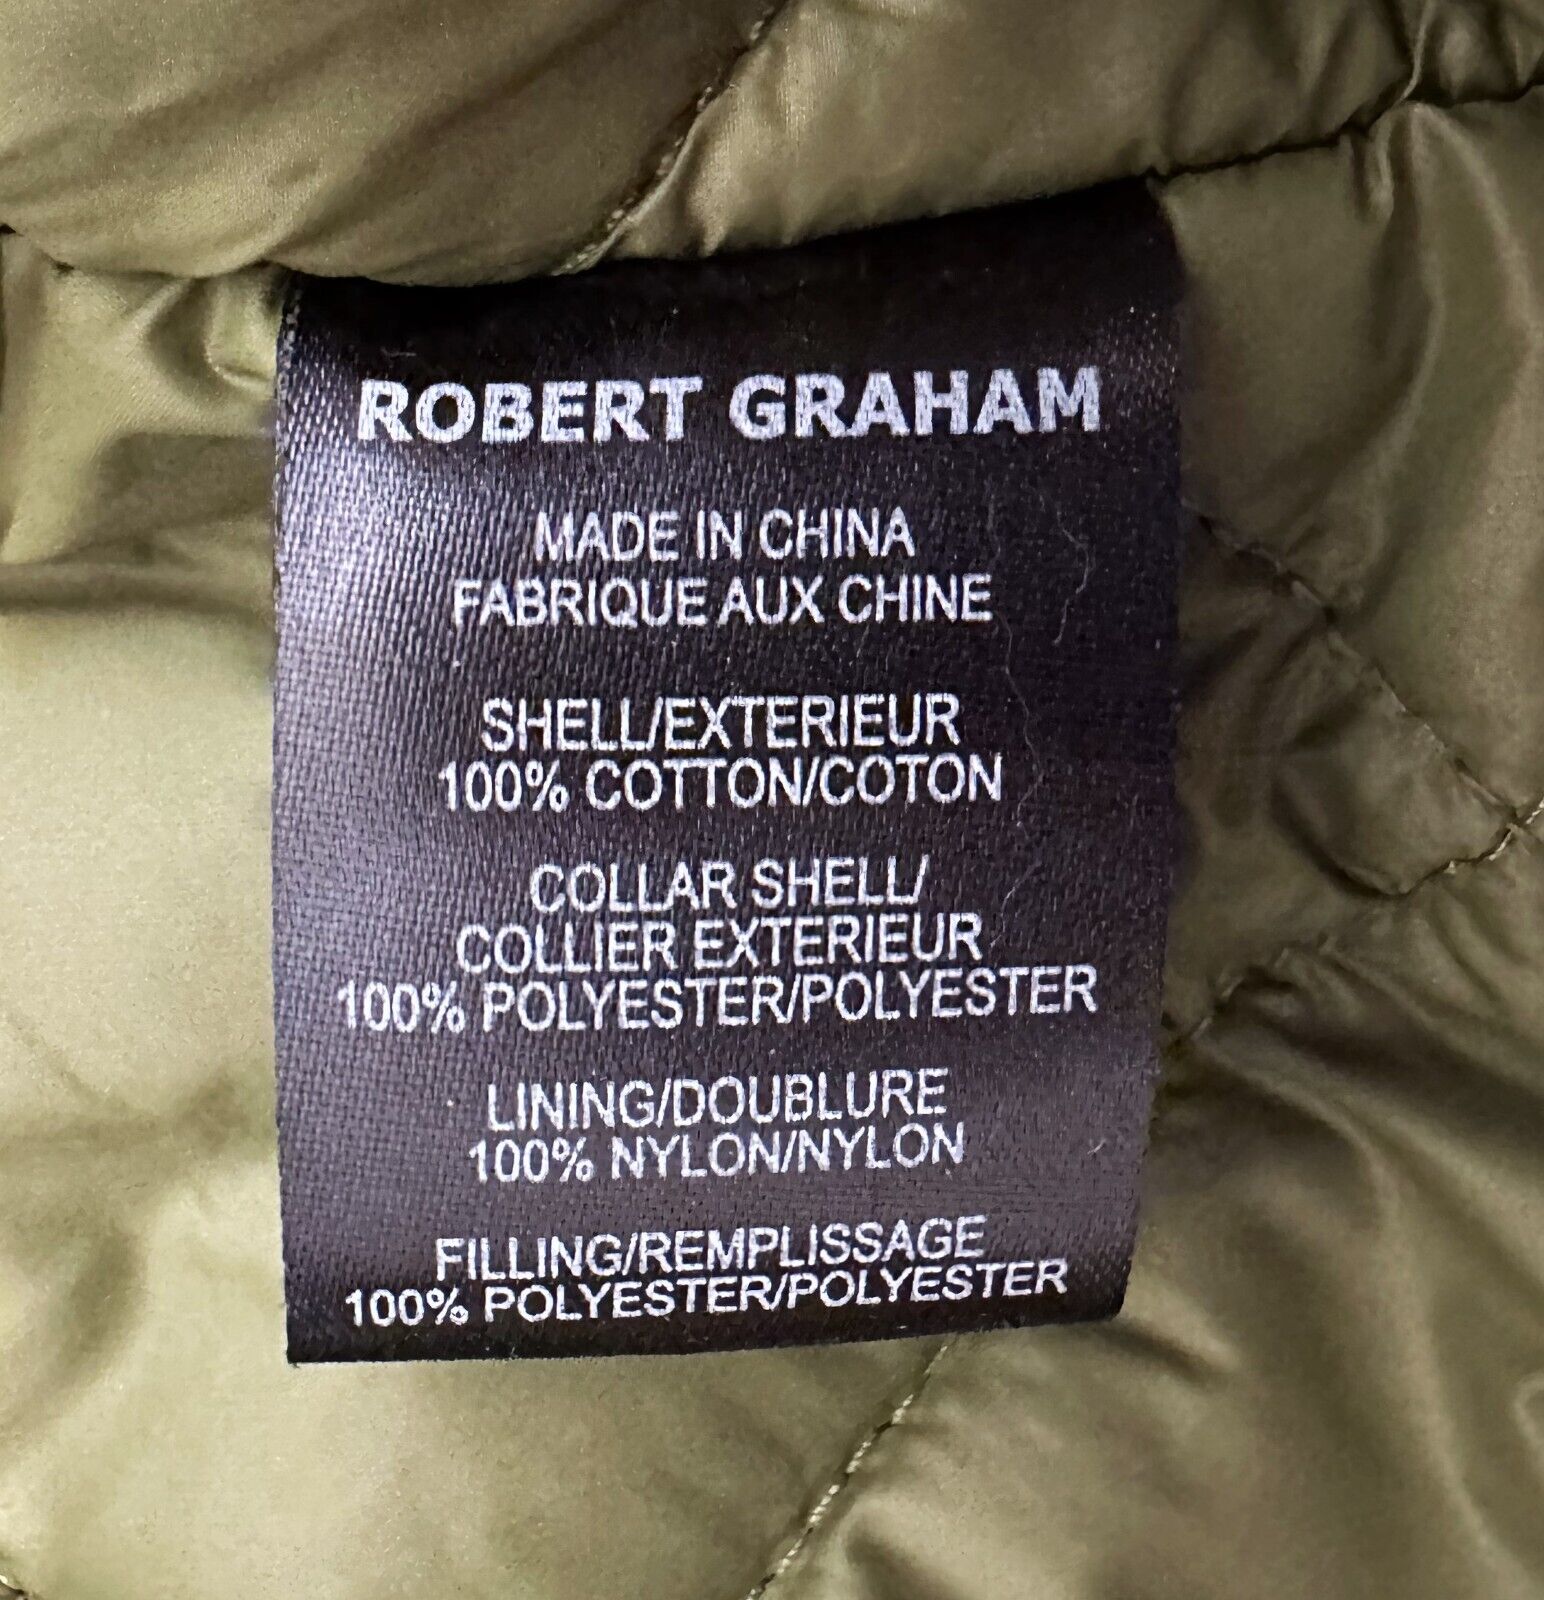 ROBERT GRAHAM
MADE IN CHINA
FABRIQUE AUX CHINE
SHELL/EXTERIEUR
100% COTTON/COTON
COLLAR SHELL/
COLLIER EXTERIEUR
100% POLYESTER/POLYESTER
LINING/DOUBLURE
100% NYLON/NYLON
FILLING/REMPLISSAGE
100% POLYESTER/POLYESTER